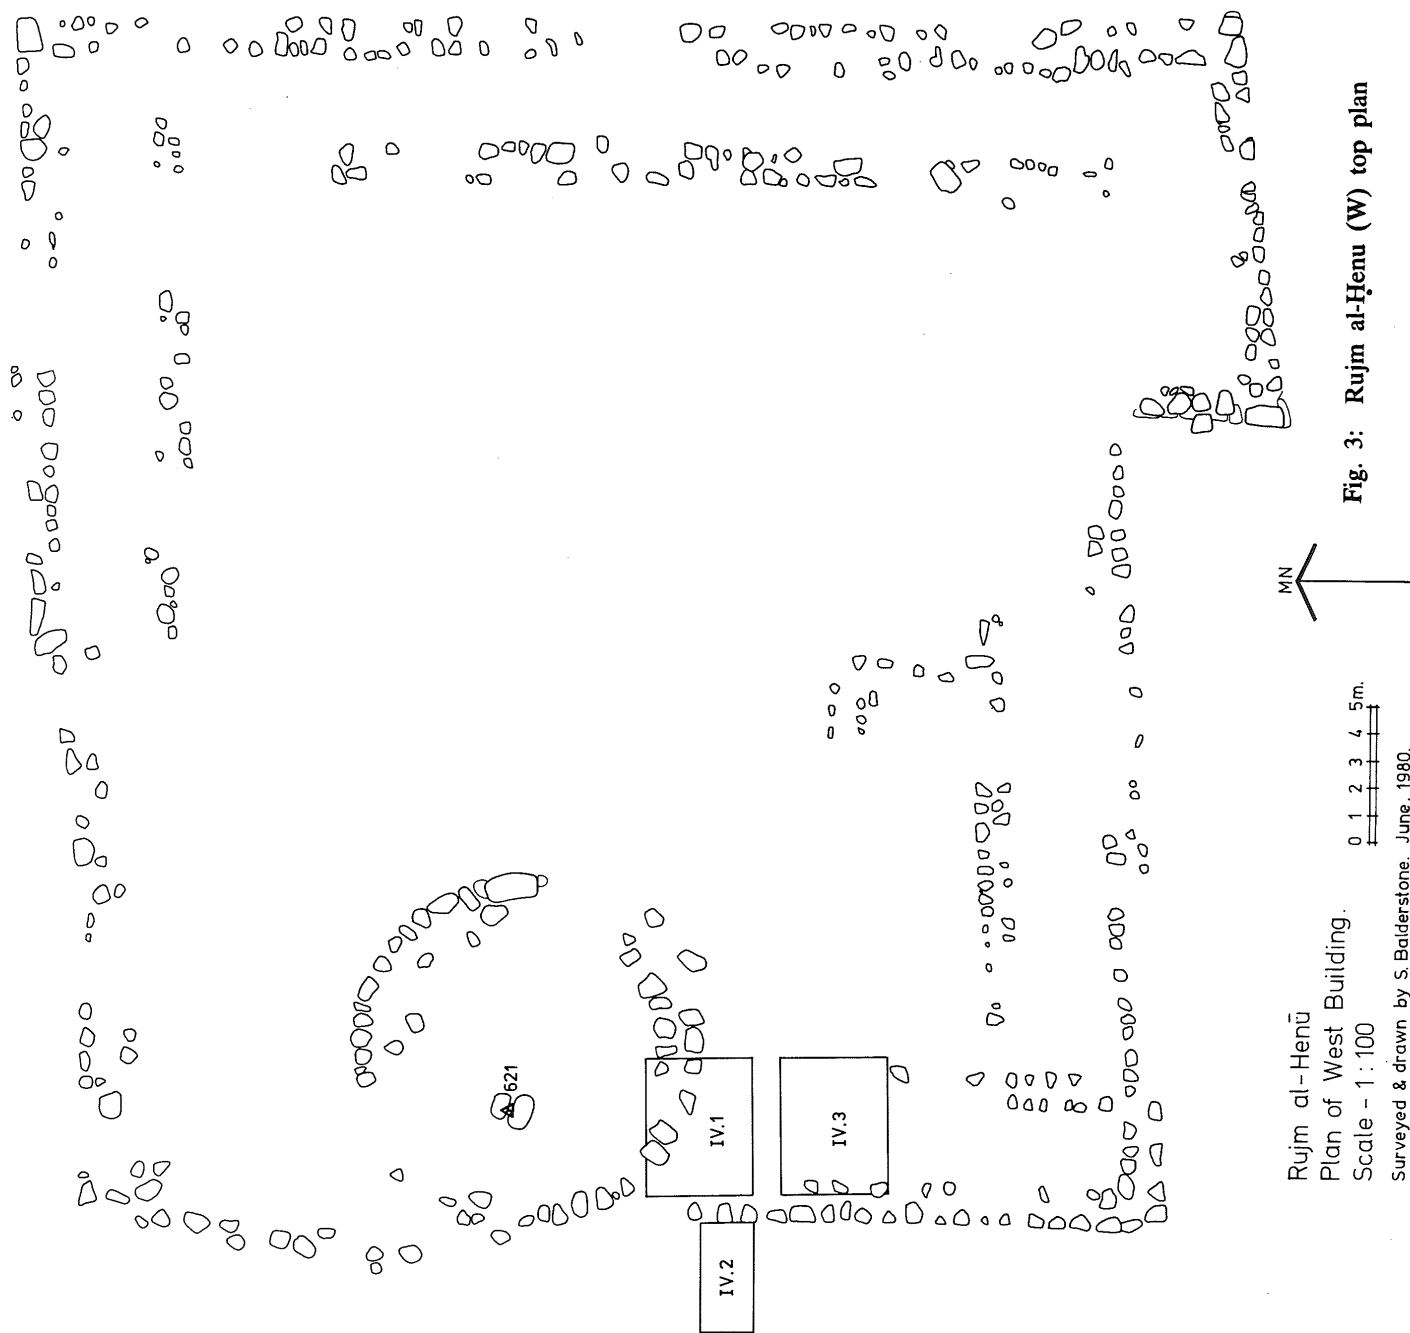 621
IV.1
IV.3
IV.2
MN
Rujm al-Henū
Plan of West Building.
Scale - 1 : 100
0 1 2 3 4 5m.
Surveyed & drawn by S. Balderstone. June. 1980.
Fig. 3: Rujm al-Ḥenu (W) top plan